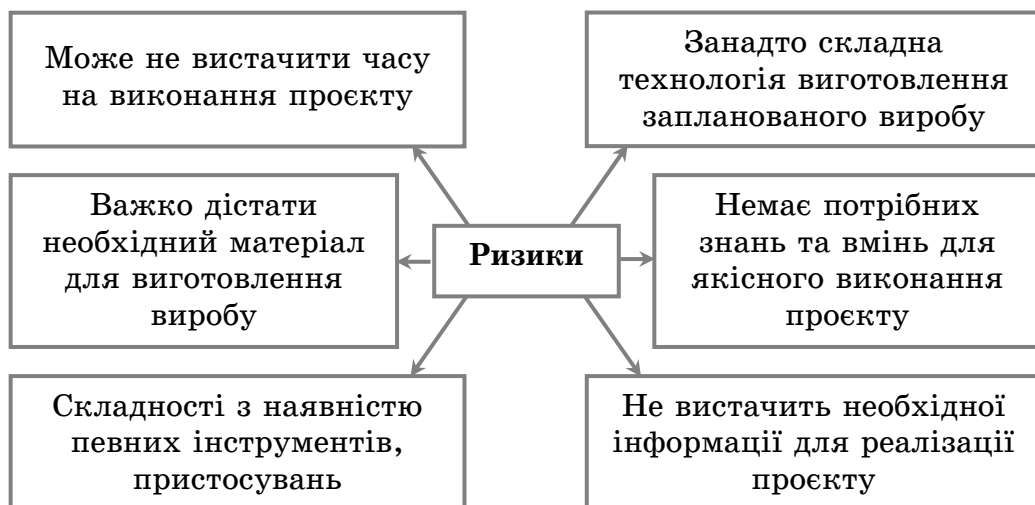 Може не вистачити часу
на виконання проєкту
Занадто складна
технологія виготовлення
запланованого виробу
Важко дістати
необхідний матеріал
для виготовлення
виробу
Ризики
Немає потрібних
знань та вмінь для
якісного виконання
проєкту
Складності з наявністю
певних інструментів,
пристосувань
Не вистачить необхідної
інформації для реалізації
проєкту